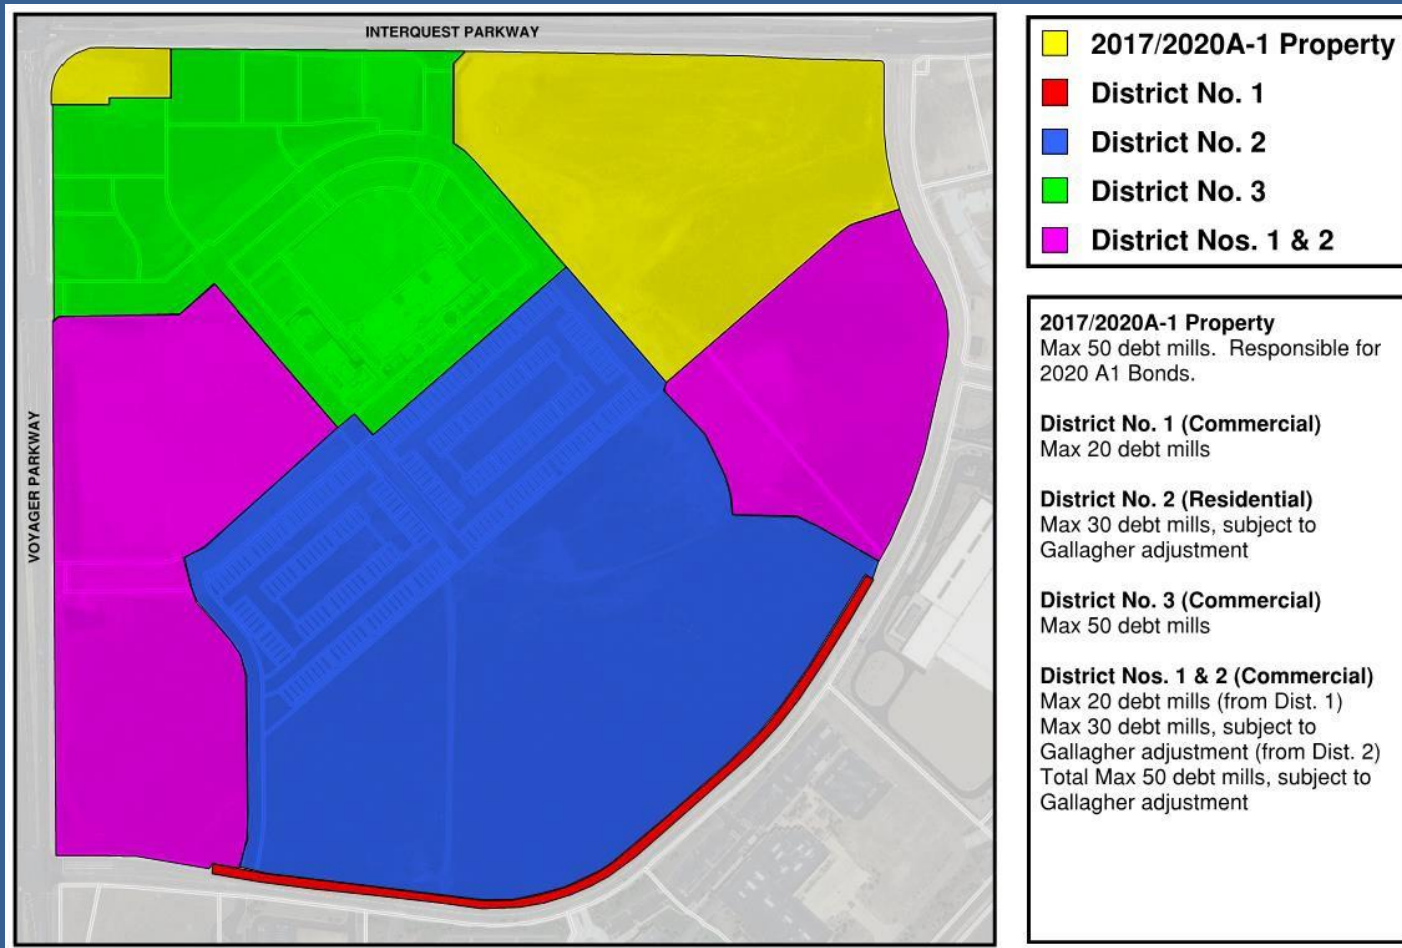 INTERQUEST PARKWAY
VOYAGER PARKWAY
2017/2020A-1 Property
District No. 1
District No. 2
District No. 3
District Nos. 1 & 2
2017/2020A-1 Property
Max 50 debt mills. Responsible for
2020 A1 Bonds.
District No. 1 (Commercial)
Max 20 debt mills
District No. 2 (Residential)
Max 30 debt mills, subject to
Gallagher adjustment
District No. 3 (Commercial)
Max 50 debt mills
District Nos. 1 & 2 (Commercial)
Max 20 debt mills (from Dist. 1)
Max 30 debt mills, subject to
Gallagher adjustment (from Dist. 2)
Total Max 50 debt mills, subject to
Gallagher adjustment